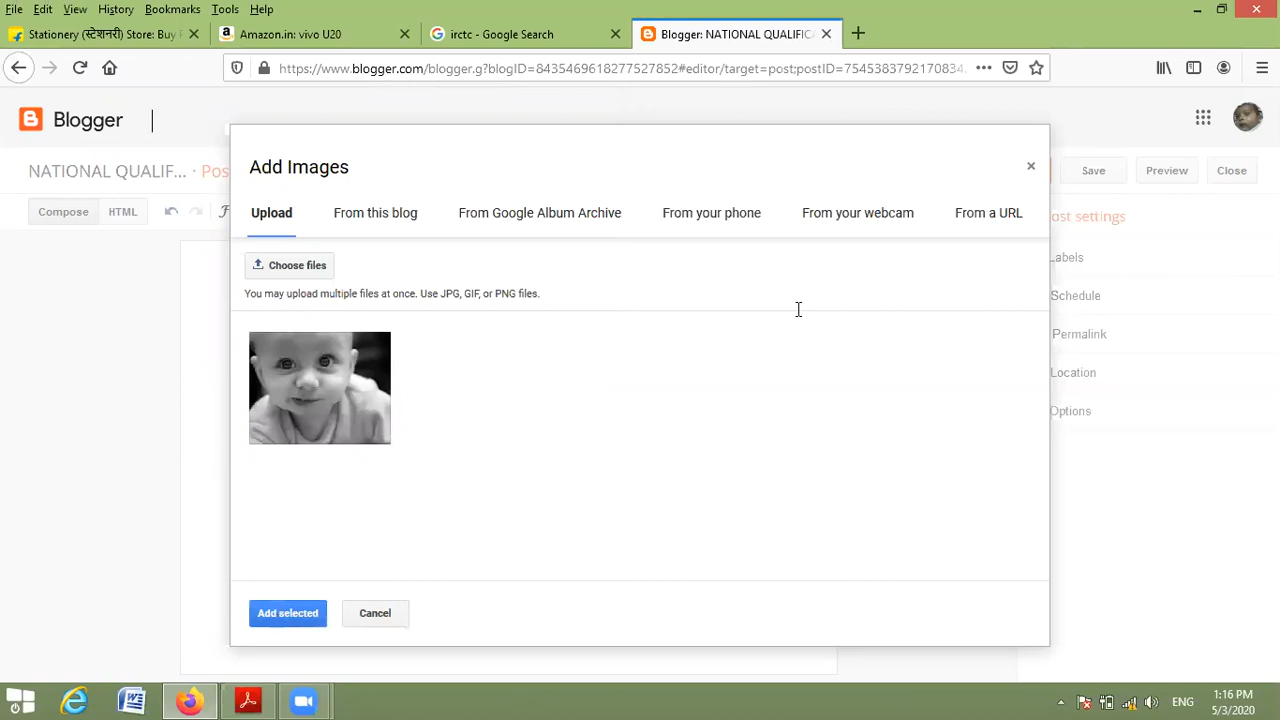 File Edit View History Bookmarks Tools Help
Stationery (स्टेशनरी) Store: Buy P
Amazon.in: vivo U20
irctc - Google Search
Blogger: NATIONAL QUALIFICA
https://www.blogger.com/blogger.g?blogID=8435469618277527852#editor/target=post;postID=7545383792170834.
Blogger
NATIONAL QUALIF... · Pos
Save Preview Close
Compose HTML
Add Images
Upload From this blog From Google Album Archive From your phone From your webcam From a URL
Choose files
You may upload multiple files at once. Use JPG, GIF, or PNG files.
ost settings
Labels
Schedule
Permalink
Location
Options
Add selected Cancel
ENG
1:16 PM
5/3/2020